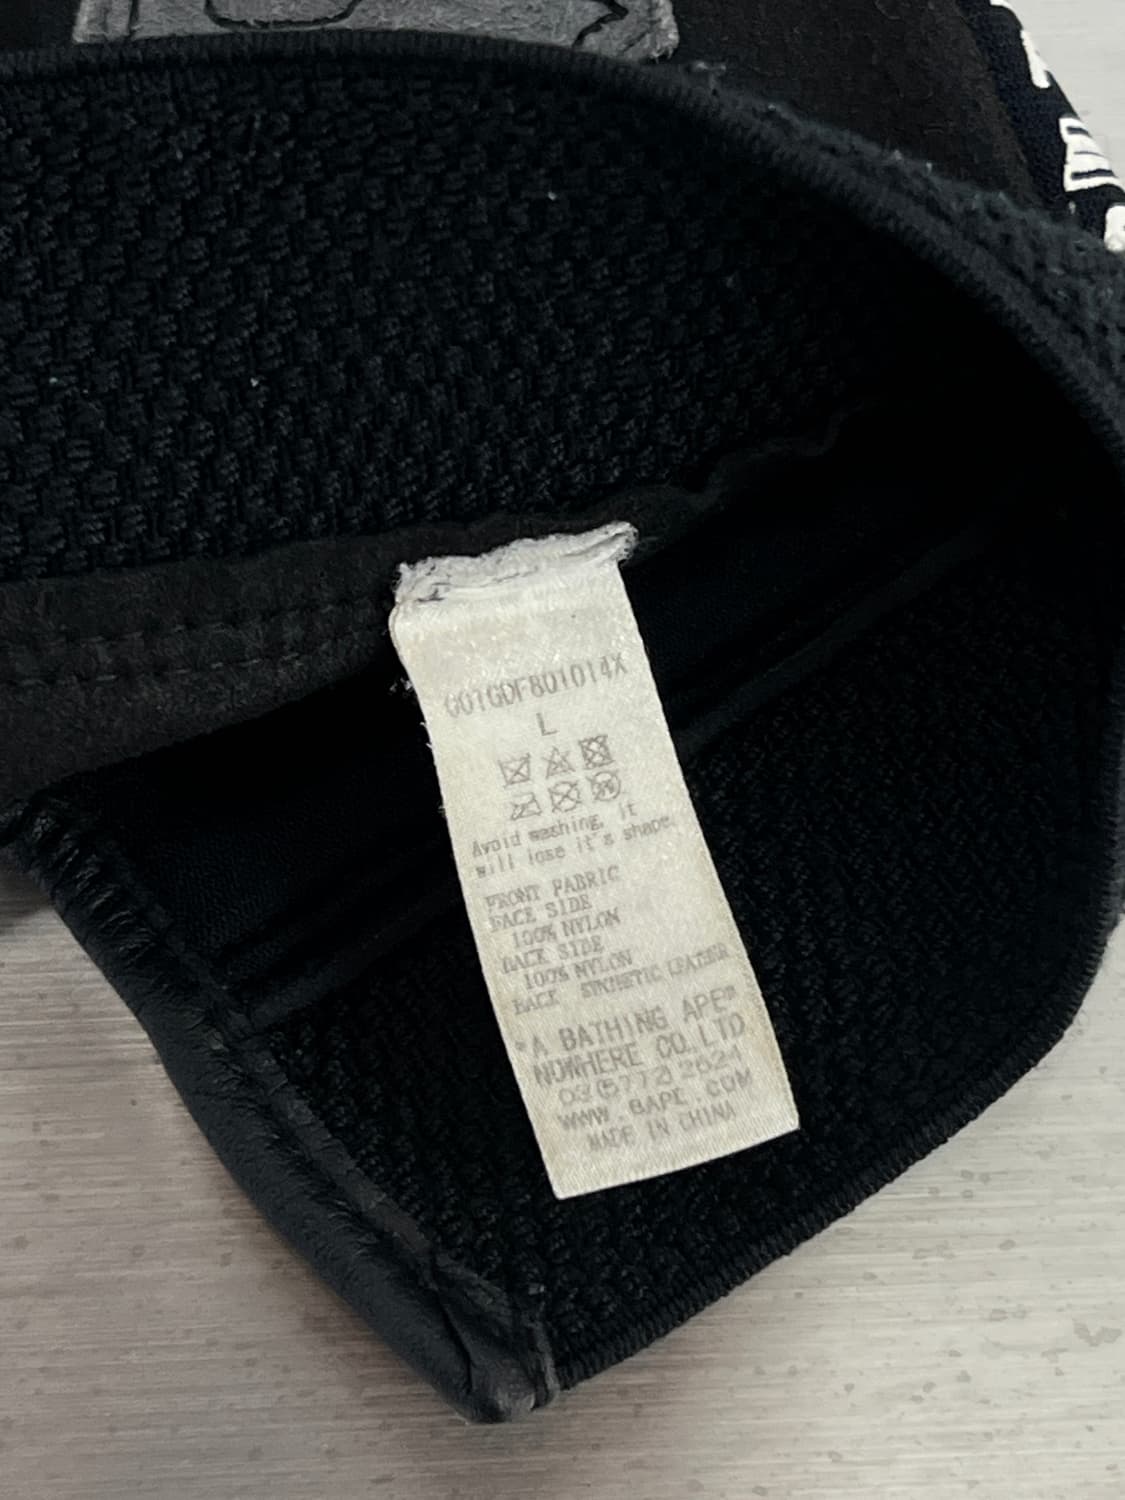 001GDF801014X
L
Avoid washing, it
will lose it's shape.
FRONT FABRIC
FACE SIDE
100% NYLON
BACK SIDE
100% NYLON
BACK SYNTHETIC LEATHER
"A BATHING APE"
NOWHERE CO.,LTD
03(5772)2524
WWW.BAPE.COM
MADE IN CHINA